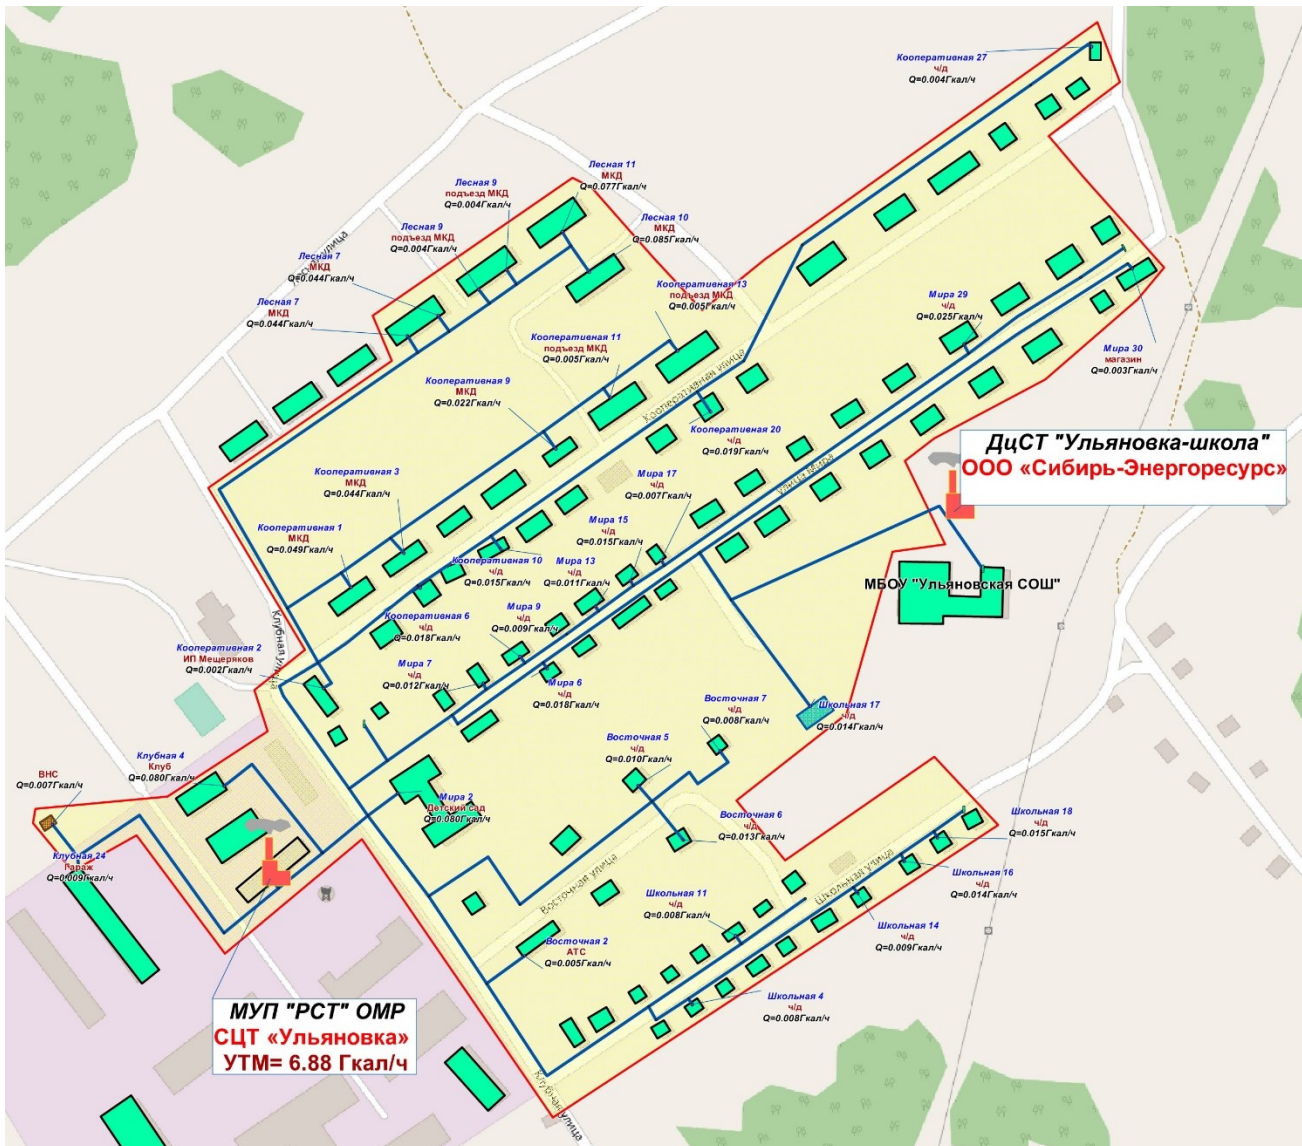 Кооперативная 27
ч/д
Q=0.004Гкал/ч
Лесная 11
МКД
Q=0.077Гкал/ч
Лесная 9
подъезд МКД
Q=0.004Гкал/ч
Лесная 9
подъезд МКД
Q=0.004Гкал/ч
Лесная 10
МКД
Q=0.085Гкал/ч
улица
Лесная 7
МКД
Q=0.044Гкал/ч
Лесная 7
МКД
Q=0.044Гкал/ч
Кооперативная 13
подъезд МКД
Q=0.005Гкал/ч
Мира 29
ч/д
Q=0.025Гкал/ч
Кооперативная 11
подъезд МКД
Q=0.005Гкал/ч
Мира 30
магазин
Q=0.003Гкал/ч
Кооперативная 9
МКД
Q=0.022Гкал/ч
Кооперативная улица
Кооперативная 20
ч/д
Q=0.019Гкал/ч
Улица Мира
ДцСТ "Ульяновка-школа"
ООО «Сибирь-Энергоресурс»
Кооперативная 3
МКД
Q=0.044Гкал/ч
Мира 17
ч/д
Q=0.007Гкал/ч
Кооперативная 1
МКД
Q=0.049Гкал/ч
Мира 15
ч/д
Q=0.015Гкал/ч
Кооперативная 10
ч/д
Q=0.015Гкал/ч
Мира 13
ч/д
Q=0.011Гкал/ч
МБОУ "Ульяновская СОШ"
Клубная улица
Кооперативная 6
ч/д
Q=0.018Гкал/ч
Мира 9
ч/д
Q=0.009Гкал/ч
Кооперативная 2
ИП Мещеряков
Q=0.002Гкал/ч
Мира 7
ч/д
Q=0.012Гкал/ч
Мира 6
ч/д
Q=0.018Гкал/ч
Восточная 7
ч/д
Q=0.008Гкал/ч
Школьная 17
ч/д
Q=0.014Гкал/ч
Восточная 5
ч/д
Q=0.010Гкал/ч
Клубная 4
Клуб
Q=0.080Гкал/ч
ВНС
Q=0.007Гкал/ч
Мира 2
Детский сад
Q=0.080Гкал/ч
Восточная 6
ч/д
Q=0.013Гкал/ч
Школьная 18
ч/д
Q=0.015Гкал/ч
Клубная 24
Гараж
Q=0.009Гкал/ч
Восточная улица
Школьная улица
Школьная 16
ч/д
Q=0.014Гкал/ч
Школьная 11
ч/д
Q=0.008Гкал/ч
Школьная 14
ч/д
Q=0.009Гкал/ч
Восточная 2
АТС
Q=0.005Гкал/ч
Школьная 4
ч/д
Q=0.008Гкал/ч
МУП "РСТ" ОМР
СЦТ «Ульяновка»
УТМ= 6.88 Гкал/ч
Клубная улица